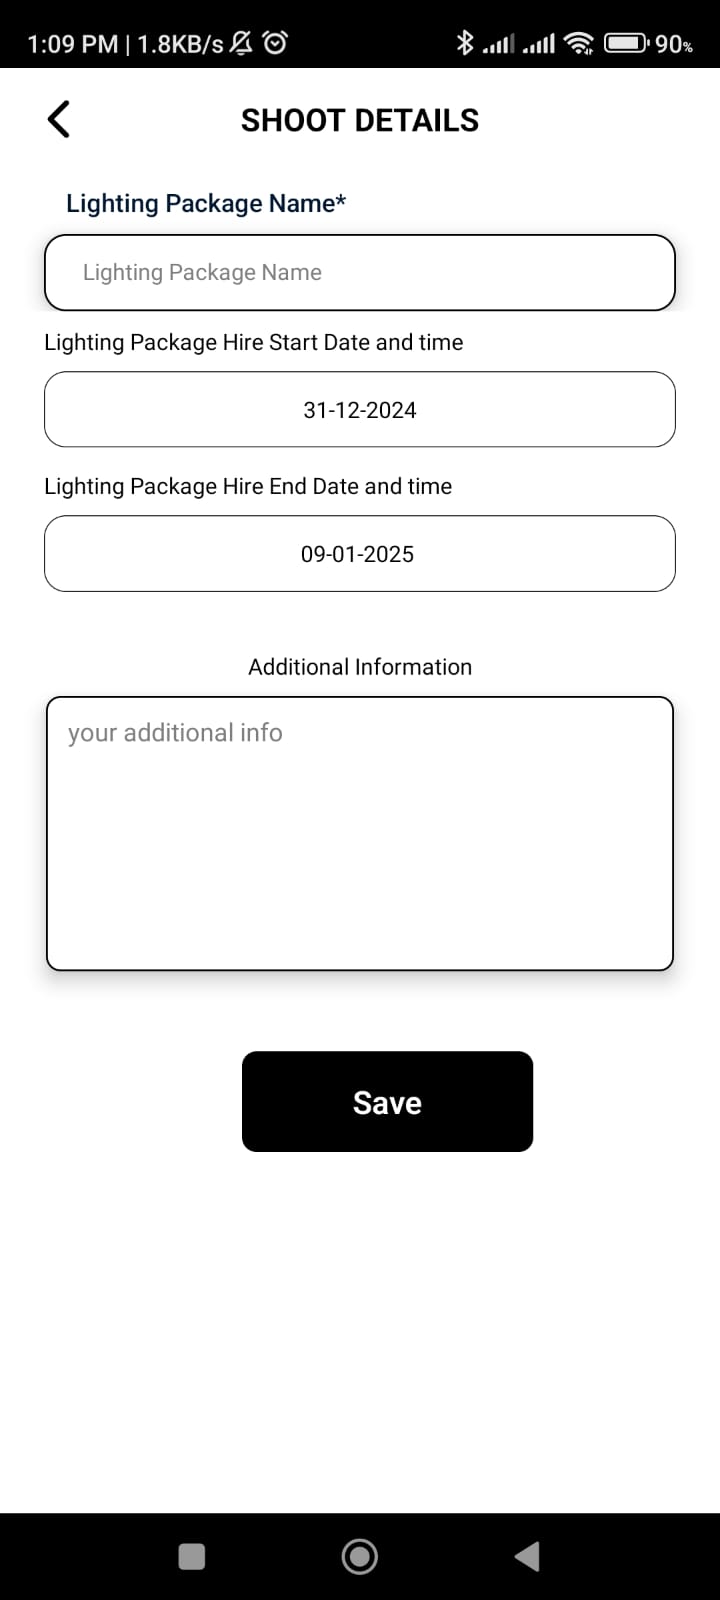 1:09 PM | 1.8KB/s 90%
SHOOT DETAILS
Lighting Package Name*
Lighting Package Name
Lighting Package Hire Start Date and time
31-12-2024
Lighting Package Hire End Date and time
09-01-2025
Additional Information
your additional info
Save